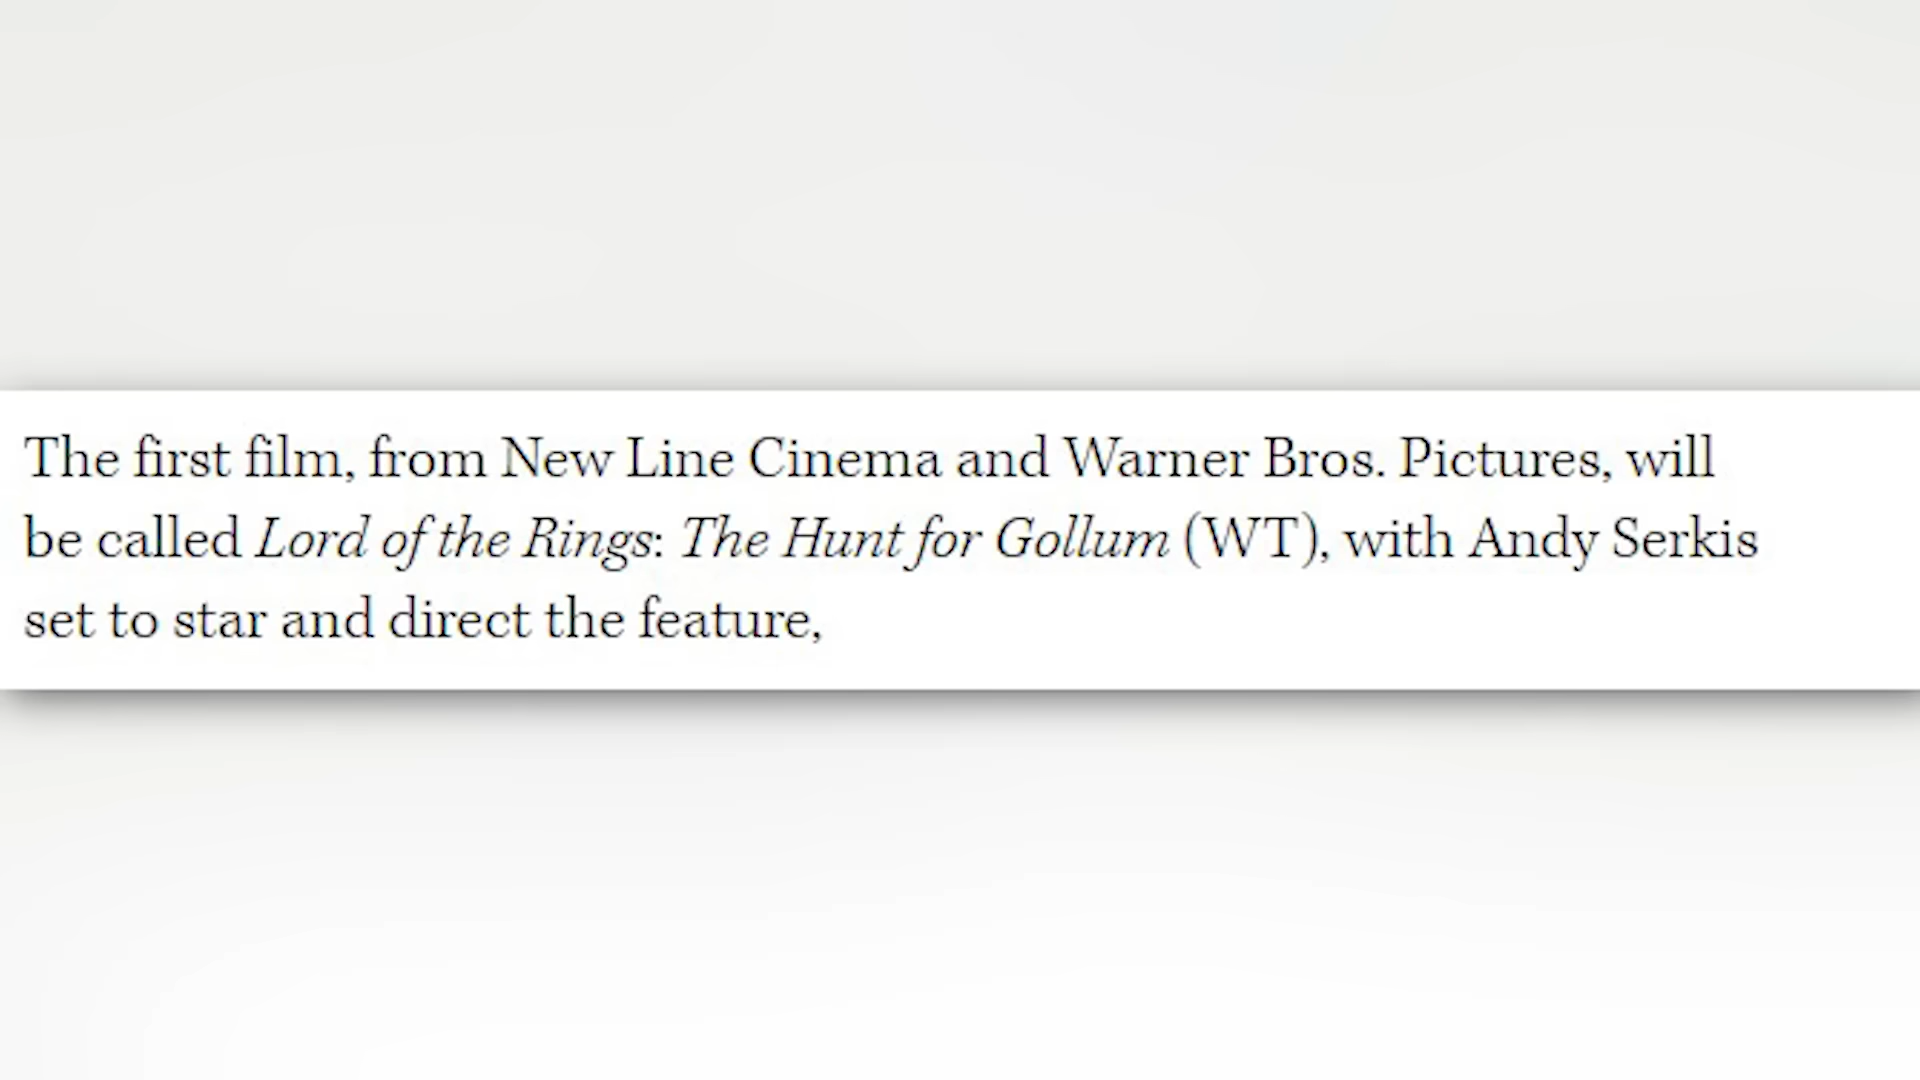 The first film, from New Line Cinema and Warner Bros. Pictures, will
be called Lord of the Rings: The Hunt for Gollum (WT), with Andy Serkis
set to star and direct the feature,